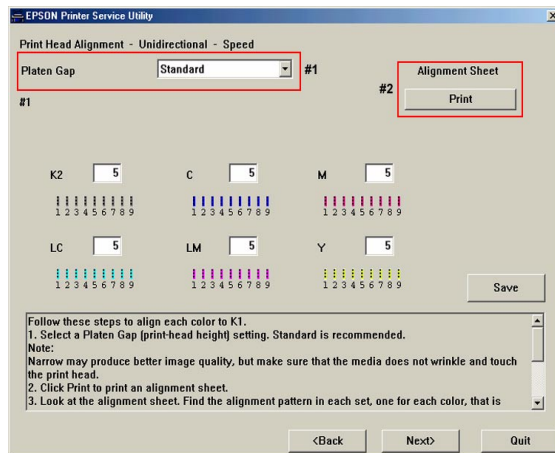 EPSON Printer Service Utility
Print Head Alignment - Unidirectional - Speed
Platen Gap Standard #1
Alignment Sheet
#2
Print
#1
K2 5 C 5 M 5
1 2 3 4 5 6 7 8 9 1 2 3 4 5 6 7 8 9 1 2 3 4 5 6 7 8 9
LC 5 LM 5 Y 5
1 2 3 4 5 6 7 8 9 1 2 3 4 5 6 7 8 9 1 2 3 4 5 6 7 8 9
Save
Follow these steps to align each color to K1.
1. Select a Platen Gap (print-head height) setting. Standard is recommended.
Note:
Narrow may produce better image quality, but make sure that the media does not wrinkle and touch
the print head.
2. Click Print to print an alignment sheet.
3. Look at the alignment sheet. Find the alignment pattern in each set, one for each color, that is
<Back Next> Quit